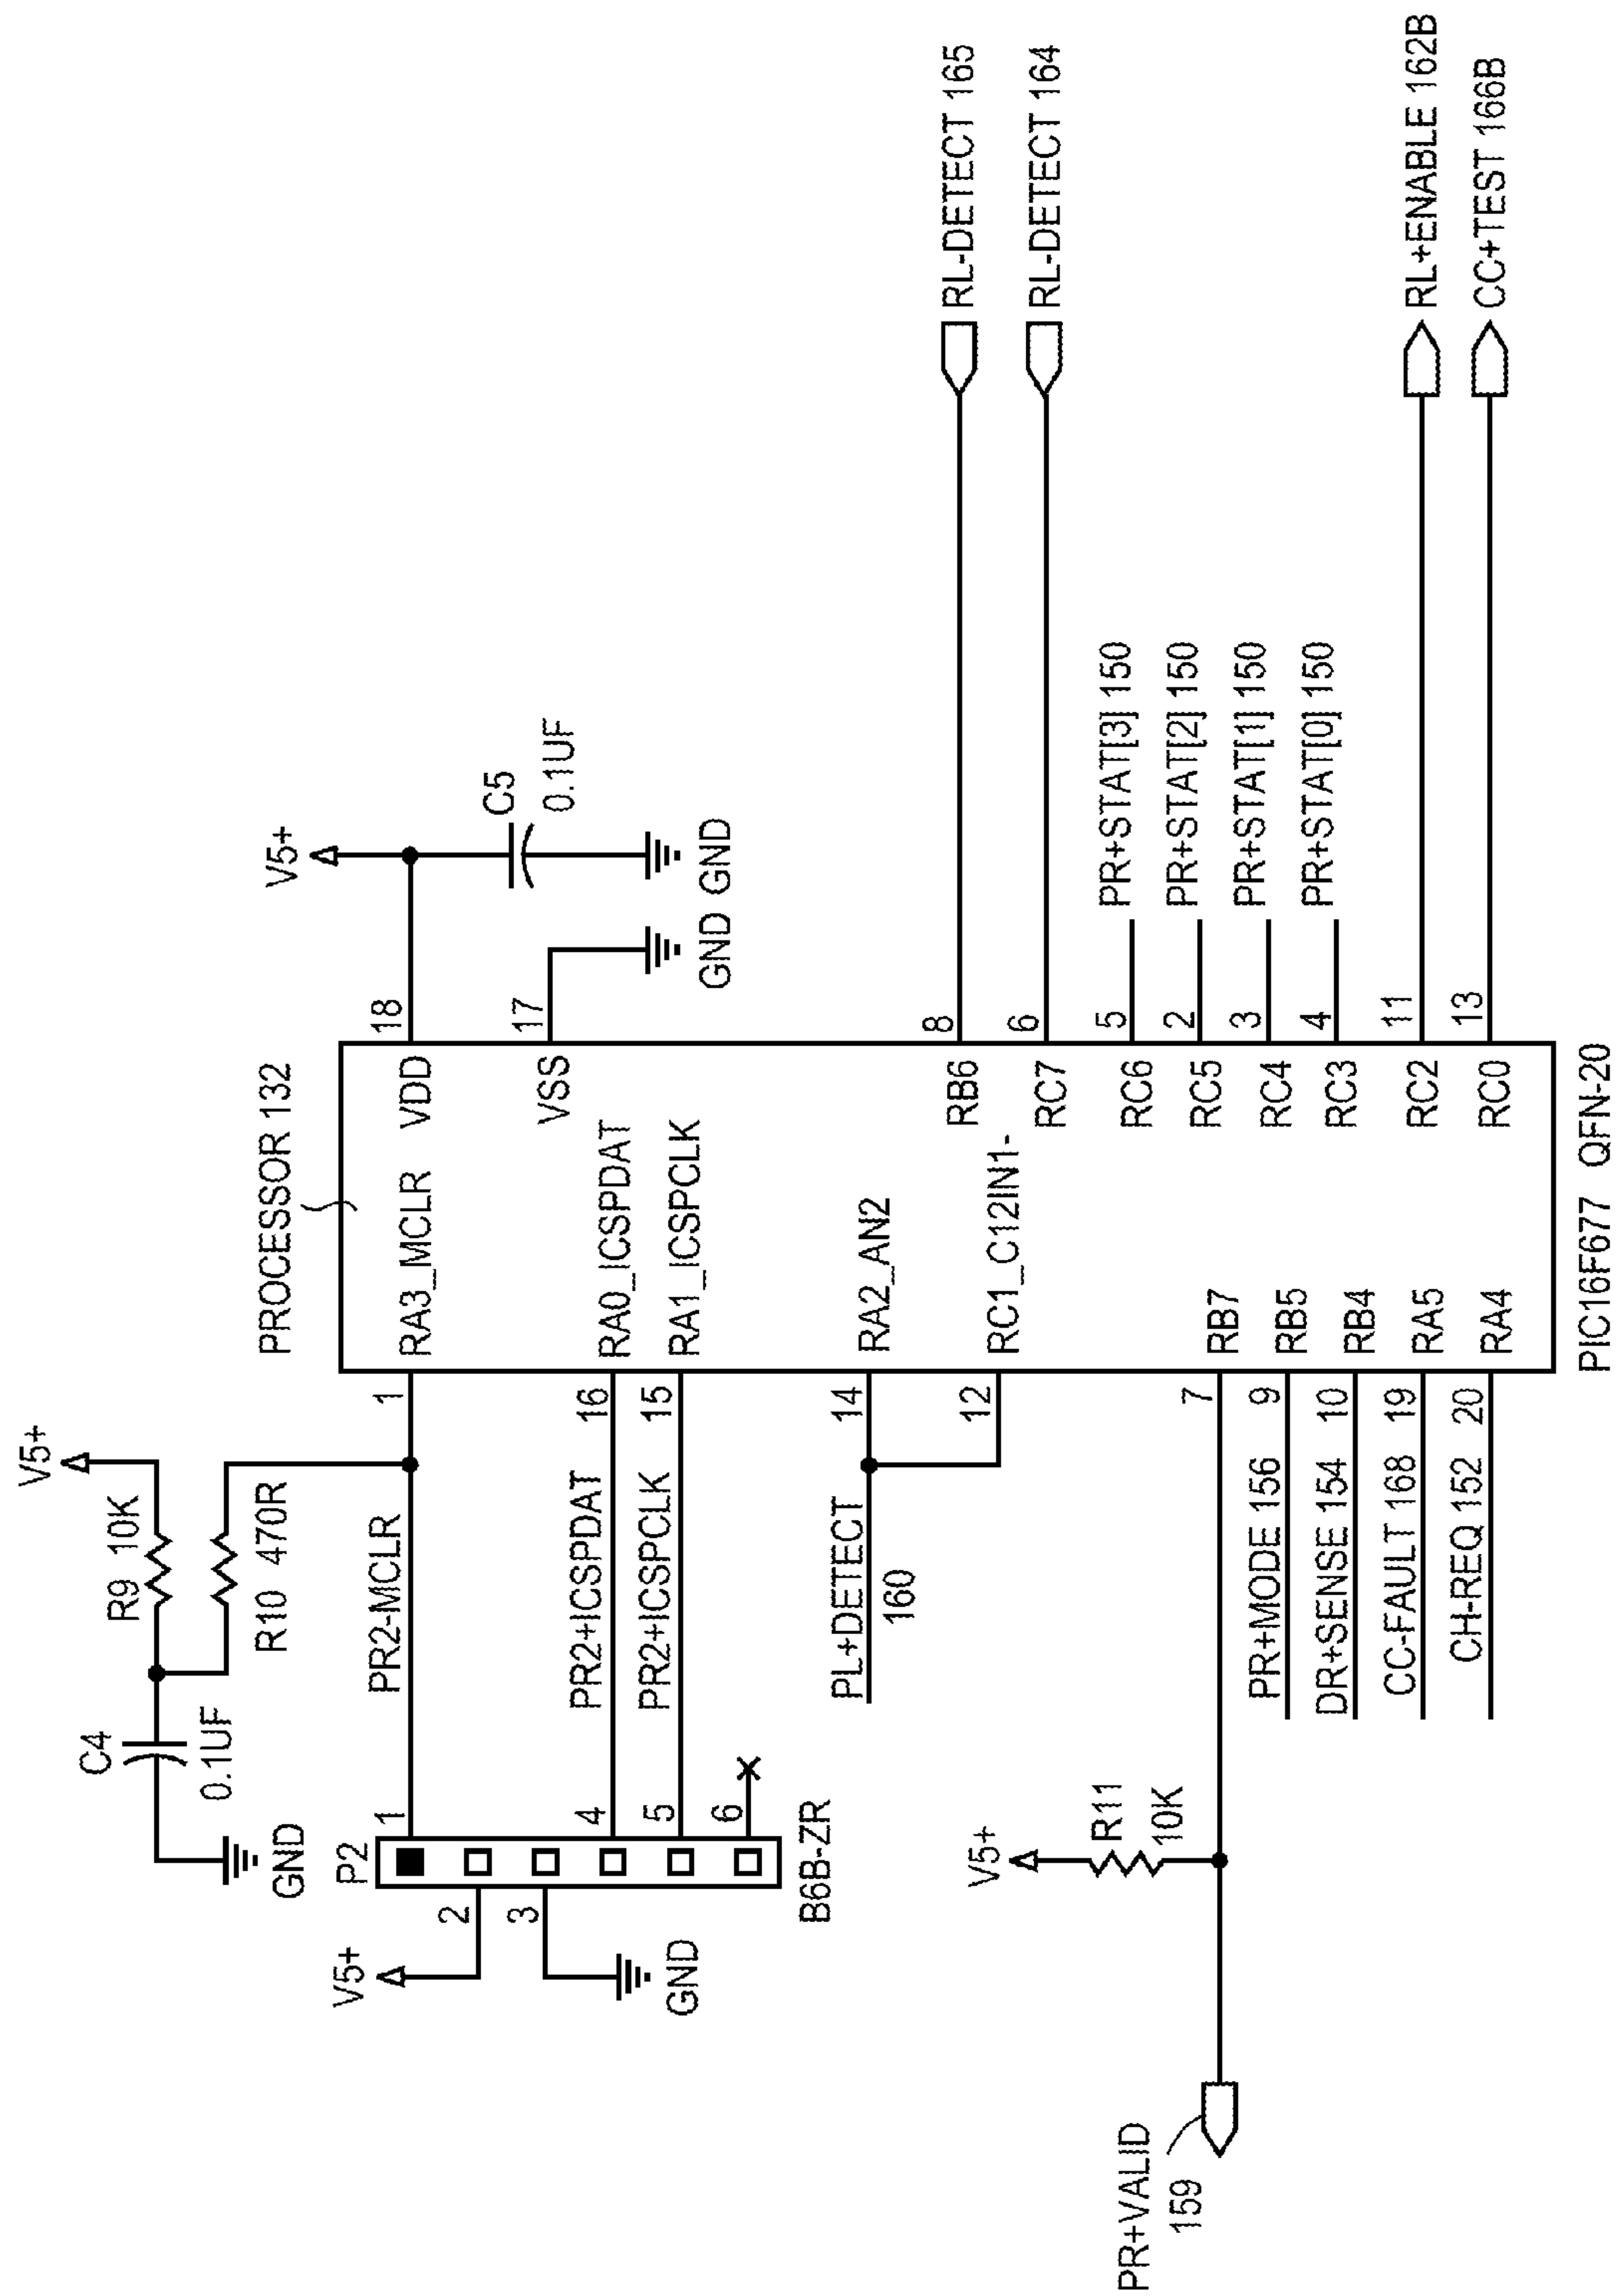 V5+
R9 10K
C4
0.1UF
R10 470R
GND
PROCESSOR 132
V5+
C5
0.1UF
GND GND
P2
1
PR2-MCLR
1
RA3_MCLR
VDD
18
V5+
2
3
GND
VSS
17
4
PR2+ICSPDAT
16
RA0_ICSPDAT
5
PR2+ICSPCLK
15
RA1_ICSPCLK
6
B6B-ZR
PL+DETECT
160
14
RA2_AN2
12
RC1_C12IN1-
RB6
8
RL-DETECT 165
RC7
6
RL-DETECT 164
RC6
5
PR+STAT[3] 150
RC5
2
PR+STAT[2] 150
RC4
3
PR+STAT[1] 150
RC3
4
PR+STAT[0] 150
RC2
11
RL+ENABLE 162B
RC0
13
CC+TEST 166B
V5+
R11
10K
PR+VALID
159
7
RB7
PR+MODE 156
9
RB5
DR+SENSE 154
10
RB4
CC-FAULT 168
19
RA5
CH-REQ 152
20
RA4
PIC16F677 QFN-20